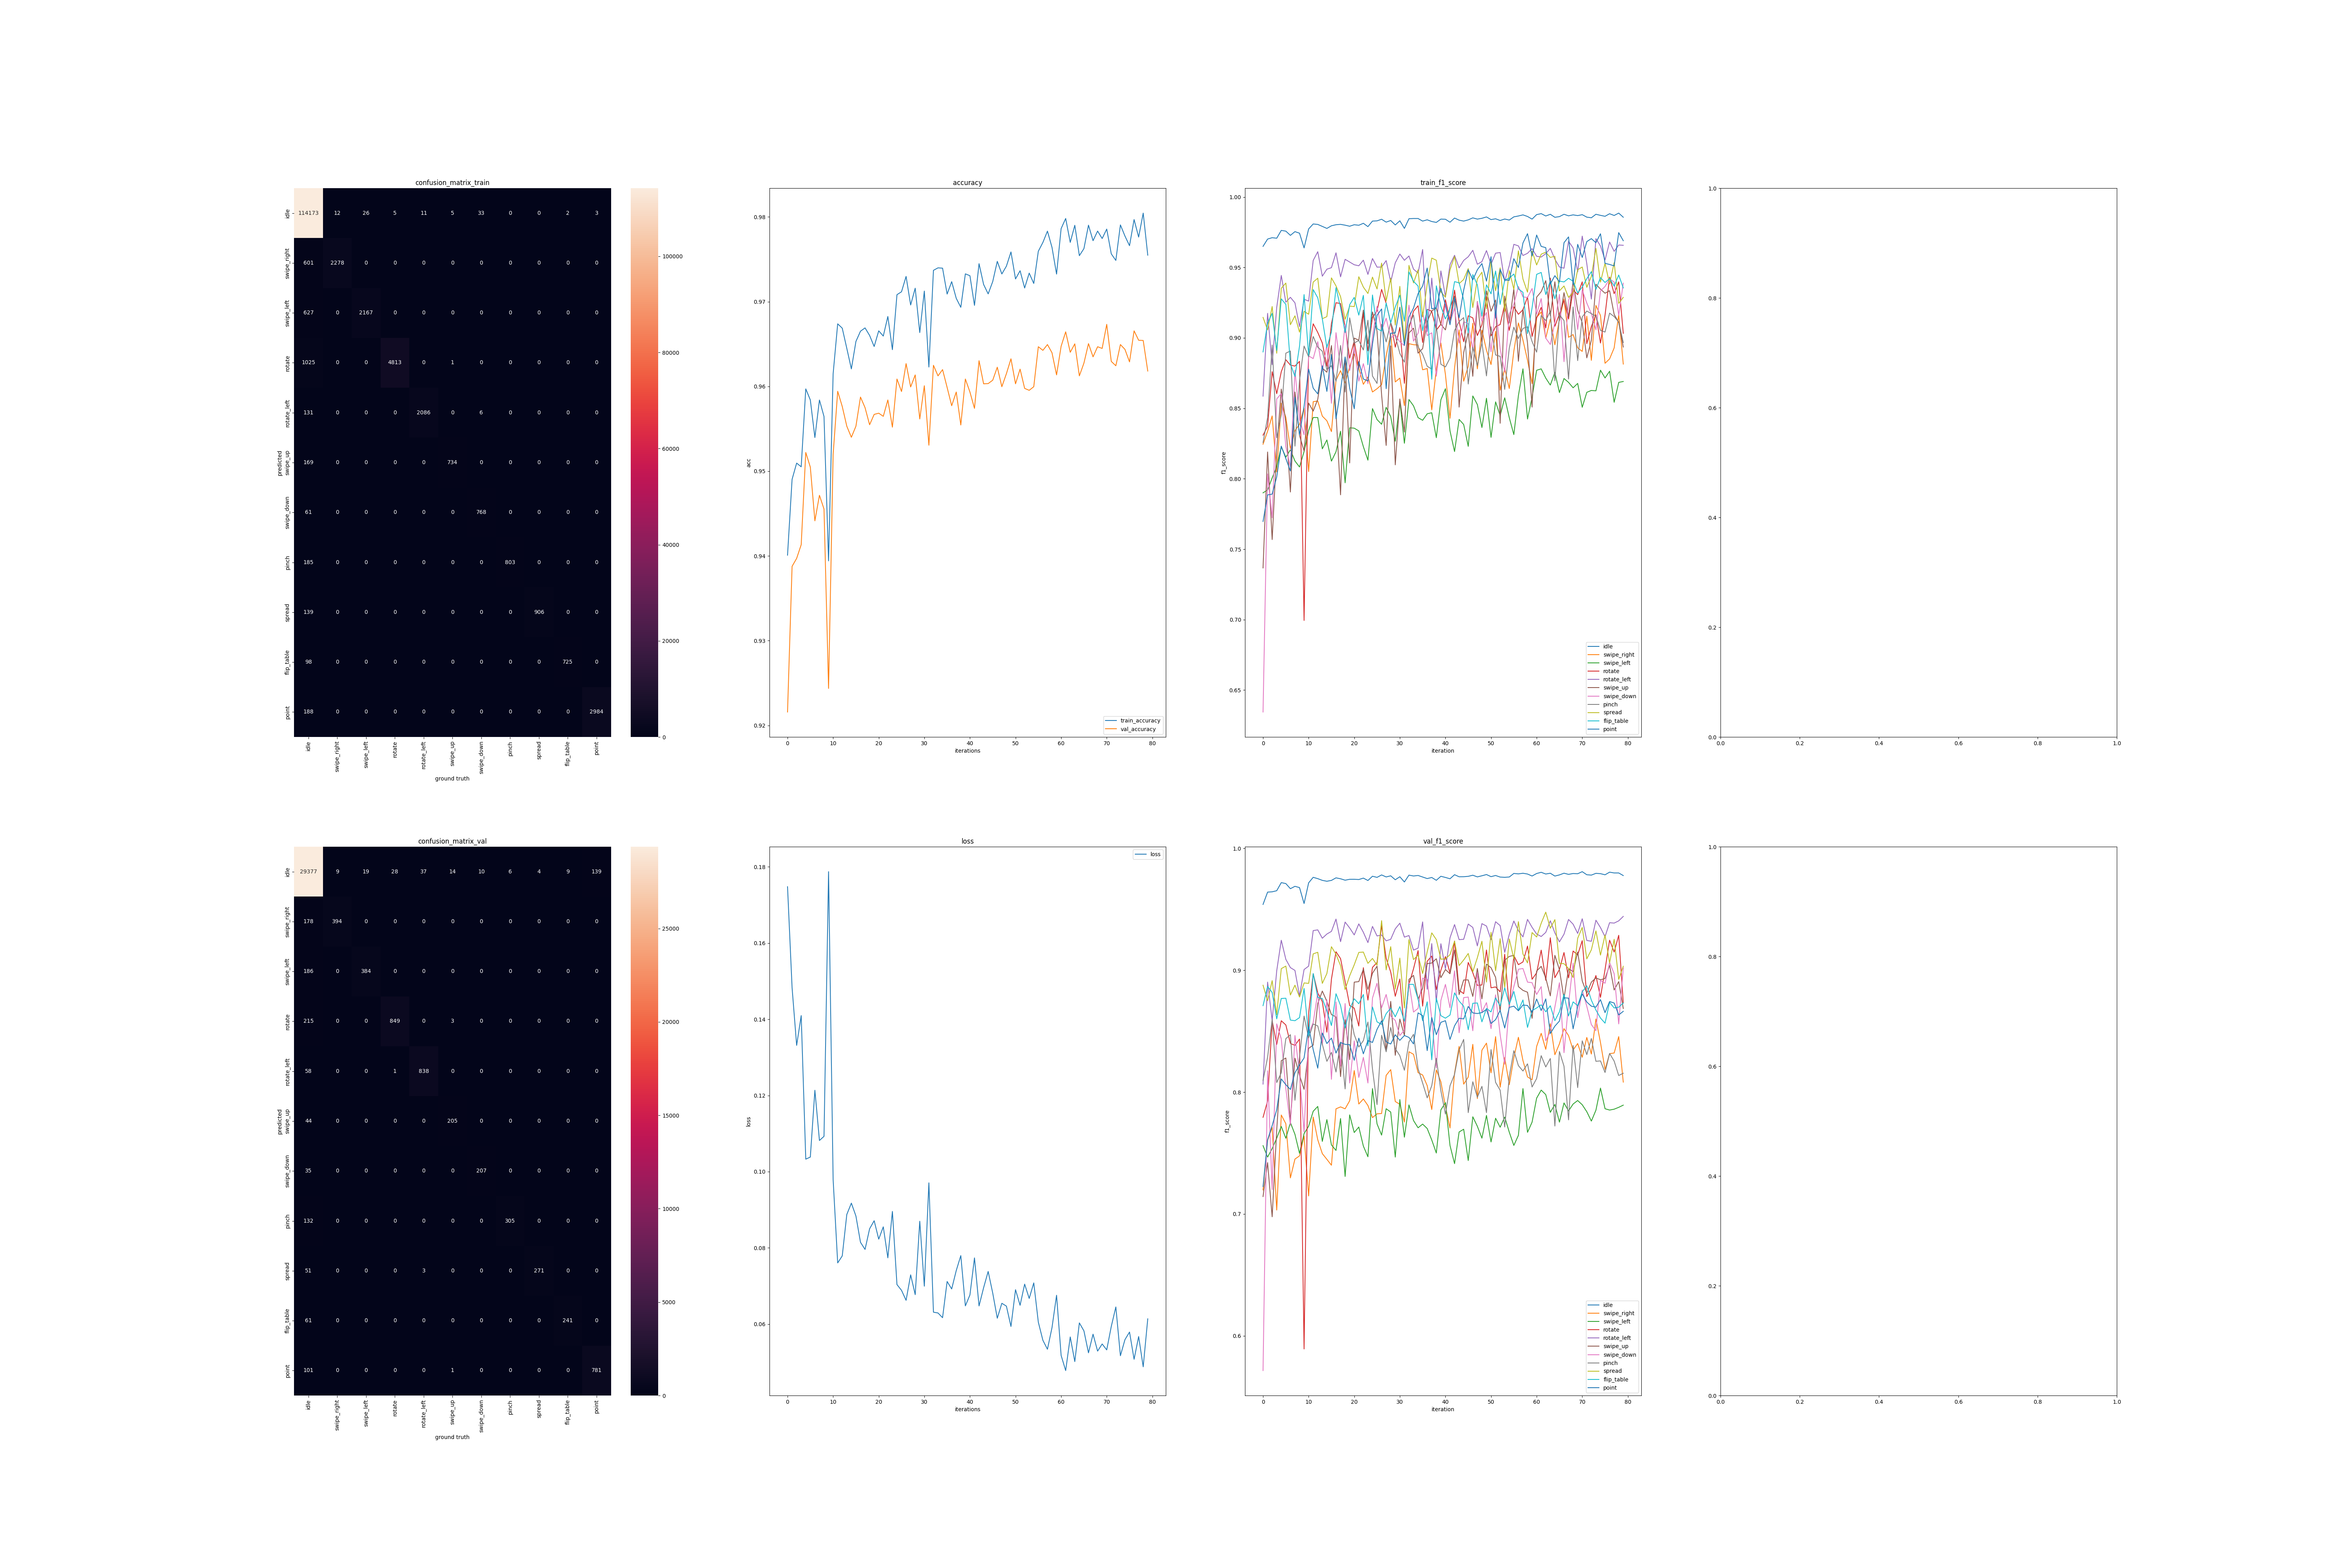 confusion_matrix_train
idle 114173 12 26 5 11 5 33 0 0 2 3
swipe_right 601 2278 0 0 0 0 0 0 0 0 0
swipe_left 627 0 2167 0 0 0 0 0 0 0 0
rotate 1025 0 0 4813 0 1 0 0 0 0 0
rotate_left 131 0 0 0 2086 0 6 0 0 0 0
swipe_up 169 0 0 0 0 734 0 0 0 0 0
swipe_down 61 0 0 0 0 0 768 0 0 0 0
pinch 185 0 0 0 0 0 0 803 0 0 0
spread 139 0 0 0 0 0 0 0 906 0 0
flip_table 98 0 0 0 0 0 0 0 0 725 0
point 188 0 0 0 0 0 0 0 0 0 2984
predicted
idle swipe_right swipe_left rotate rotate_left swipe_up swipe_down pinch spread flip_table point
ground truth
100000
80000
60000
40000
20000
0
accuracy
0.98
0.97
0.96
0.95
0.94
0.93
0.92
acc
0 10 20 30 40 50 60 70 80
iterations
train_accuracy
val_accuracy
train_f1_score
1.00
0.95
0.90
0.85
0.80
0.75
0.70
0.65
f1_score
0 10 20 30 40 50 60 70 80
iteration
idle
swipe_right
swipe_left
rotate
rotate_left
swipe_up
swipe_down
pinch
spread
flip_table
point
1.0
0.8
0.6
0.4
0.2
0.0
0.0 0.2 0.4 0.6 0.8 1.0
confusion_matrix_val
idle 29377 9 19 28 37 14 10 6 4 9 139
swipe_right 178 394 0 0 0 0 0 0 0 0 0
swipe_left 186 0 384 0 0 0 0 0 0 0 0
rotate 215 0 0 849 0 3 0 0 0 0 0
rotate_left 58 0 0 1 838 0 0 0 0 0 0
swipe_up 44 0 0 0 0 205 0 0 0 0 0
swipe_down 35 0 0 0 0 0 207 0 0 0 0
pinch 132 0 0 0 0 0 0 305 0 0 0
spread 51 0 0 0 3 0 0 0 271 0 0
flip_table 61 0 0 0 0 0 0 0 0 241 0
point 101 0 0 0 0 1 0 0 0 0 781
predicted
idle swipe_right swipe_left rotate rotate_left swipe_up swipe_down pinch spread flip_table point
ground truth
25000
20000
15000
10000
5000
0
loss
0.18
0.16
0.14
0.12
0.10
0.08
0.06
loss
0 10 20 30 40 50 60 70 80
iterations
loss
val_f1_score
1.0
0.9
0.8
0.7
0.6
f1_score
0 10 20 30 40 50 60 70 80
iteration
idle
swipe_right
swipe_left
rotate
rotate_left
swipe_up
swipe_down
pinch
spread
flip_table
point
1.0
0.8
0.6
0.4
0.2
0.0
0.0 0.2 0.4 0.6 0.8 1.0